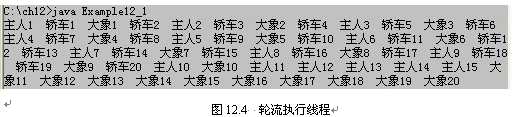 C:\ch12>java Example12_1
主人1  轿车1  大象1  轿车2  主人2  轿车3  大象2  轿车4  主人3  大象3  轿车5  主人3  轿车6
主人4  轿车7  大象4  轿车8  主人5  轿车9  大象5  轿车10  主人6  轿车11  大象6  轿车1
2  轿车13  主人7  轿车14  大象7  轿车15  主人8  轿车16  大象8  轿车17  主人9  轿车18
轿车19  大象9  轿车20  主人10  大象10  主人11  主人12  主人13  主人14  主人15  大
象11  大象12  大象13  大象14  大象15  大象16  大象17  大象18  大象19  大象20
图 12.4  轮流执行线程